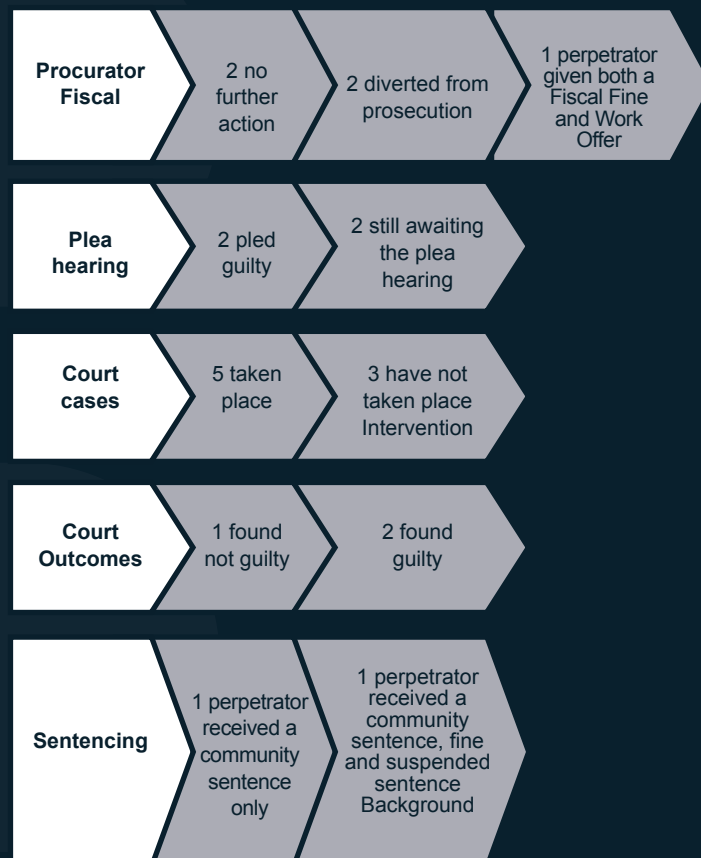 Procurator
Fiscal
2 no
further
action
2 diverted from
prosecution
1 perpetrator
given both a
Fiscal Fine
and Work
Offer
Plea
hearing
2 pled
guilty
2 still awaiting
the plea
hearing
Court
cases
5 taken
place
3 have not
taken place
Intervention
Court
Outcomes
1 found
not guilty
2 found
guilty
Sentencing
1 perpetrator
received a
community
sentence
only
1 perpetrator
received a
community
sentence, fine
and suspended
sentence
Background